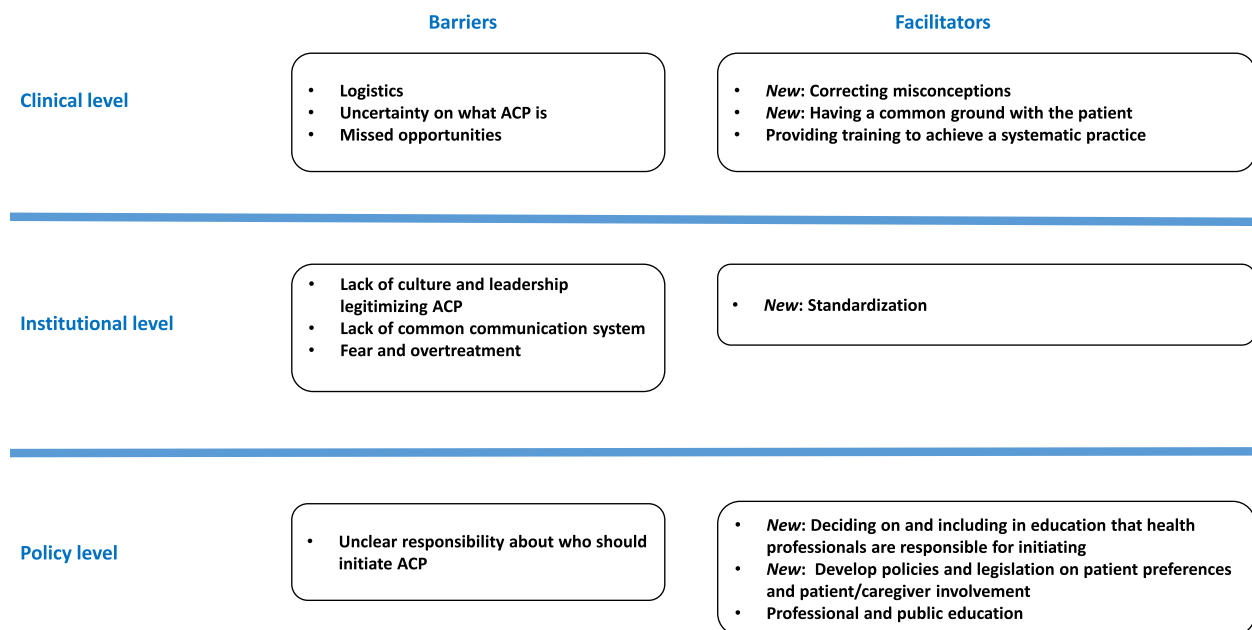 Barriers
Facilitators
Clinical level
• Logistics
• Uncertainty on what ACP is
• Missed opportunities
• New: Correcting misconceptions
• New: Having a common ground with the patient
• Providing training to achieve a systematic practice
Institutional level
• Lack of culture and leadership
legitimizing ACP
• Lack of common communication system
• Fear and overtreatment
• New: Standardization
Policy level
• Unclear responsibility about who should
initiate ACP
• New: Deciding on and including in education that health
professionals are responsible for initiating
• New:  Develop policies and legislation on patient preferences
and patient/caregiver involvement
• Professional and public education